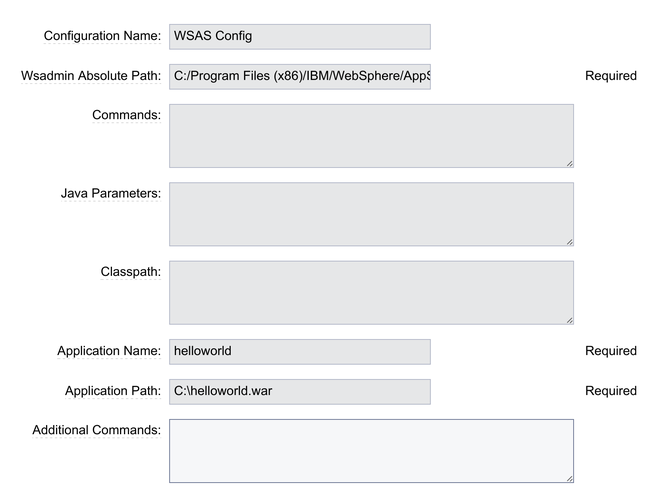 Configuration Name: WSAS Config
Wsadmin Absolute Path: C:/Program Files (x86)/IBM/WebSphere/App Required
Commands:
Java Parameters:
Classpath:
Application Name: helloworld Required
Application Path: C:\helloworld.war Required
Additional Commands: